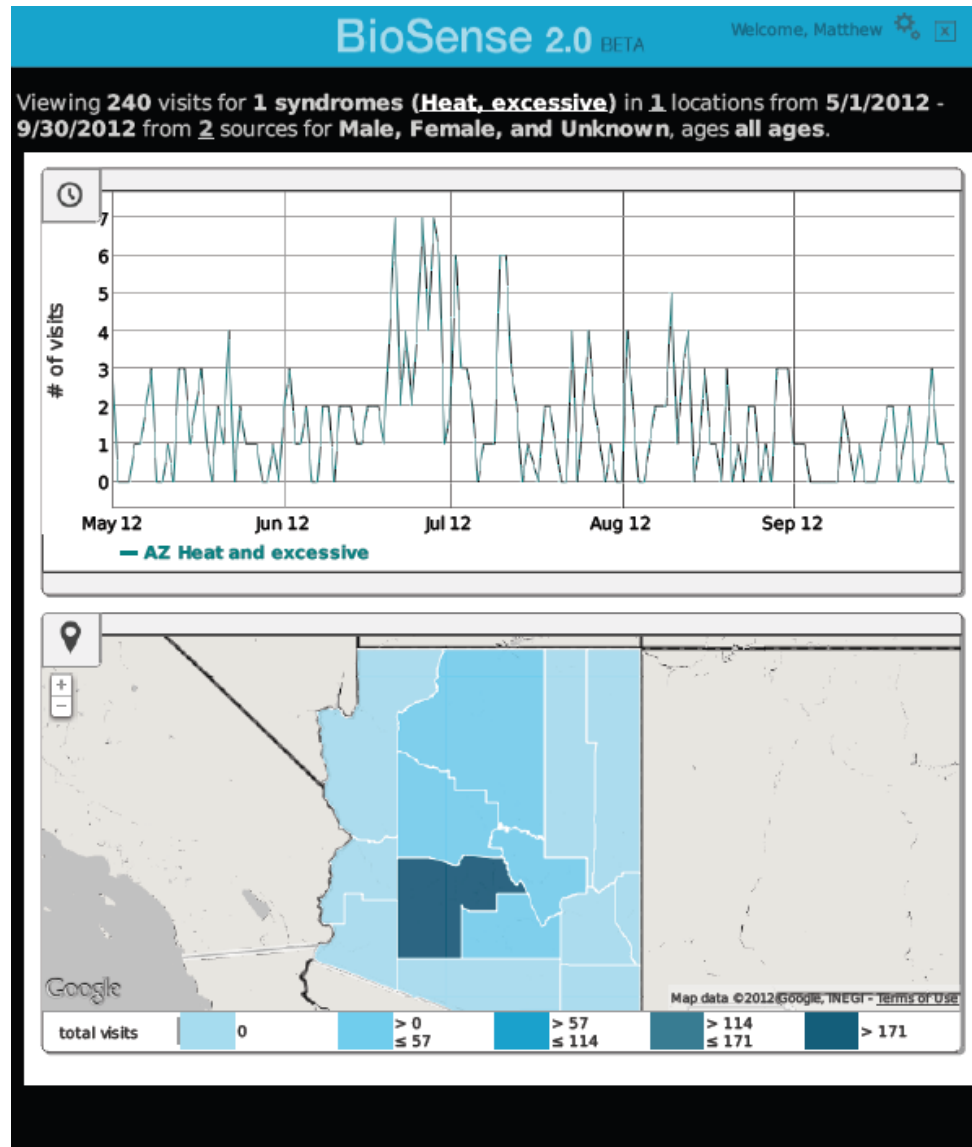 BioSense 2.0 BETA
Welcome, Matthew
x
Viewing 240 visits for 1 syndromes (Heat, excessive) in 1 locations from 5/1/2012 -
9/30/2012 from 2 sources for Male, Female, and Unknown, ages all ages.
7
6
5
4
3
2
1
0
# of visits
May 12 Jun 12 Jul 12 Aug 12 Sep 12
AZ Heat and excessive
+
−
Google
Map data ©2012 Google, INEGI - Terms of Use
total visits
0
> 0
≤ 57
> 57
≤ 114
> 114
≤ 171
> 171